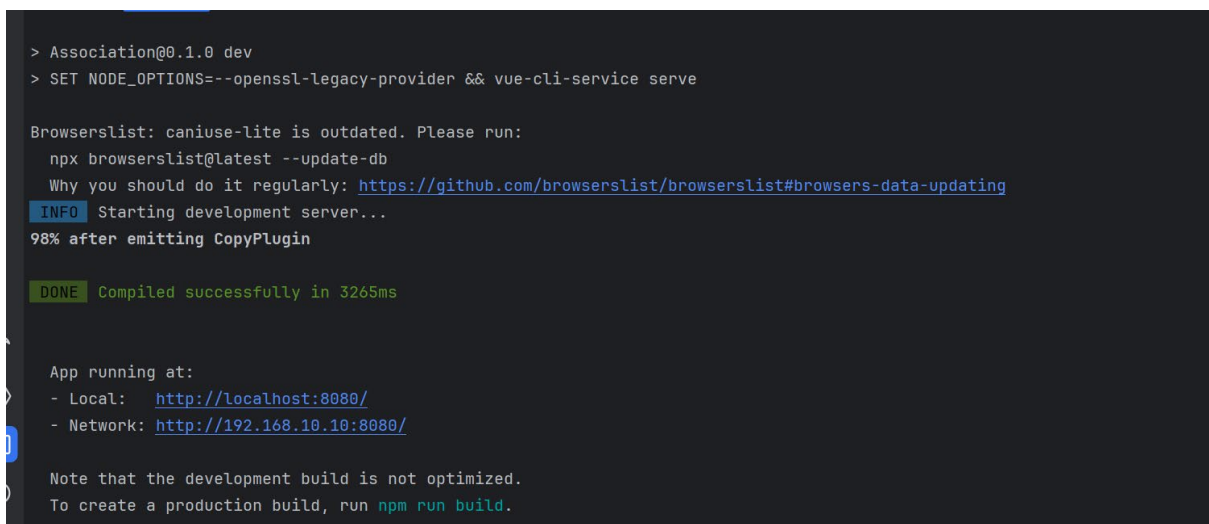 > Association@0.1.0 dev
> SET NODE_OPTIONS=--openssl-legacy-provider && vue-cli-service serve
Browserslist: caniuse-lite is outdated. Please run:
npx browserslist@latest --update-db
Why you should do it regularly: https://github.com/browserslist/browserslist#browsers-data-updating
INFO Starting development server...
98% after emitting CopyPlugin
DONE Compiled successfully in 3265ms
App running at:
- Local: http://localhost:8080/
- Network: http://192.168.10.10:8080/
Note that the development build is not optimized.
To create a production build, run npm run build.